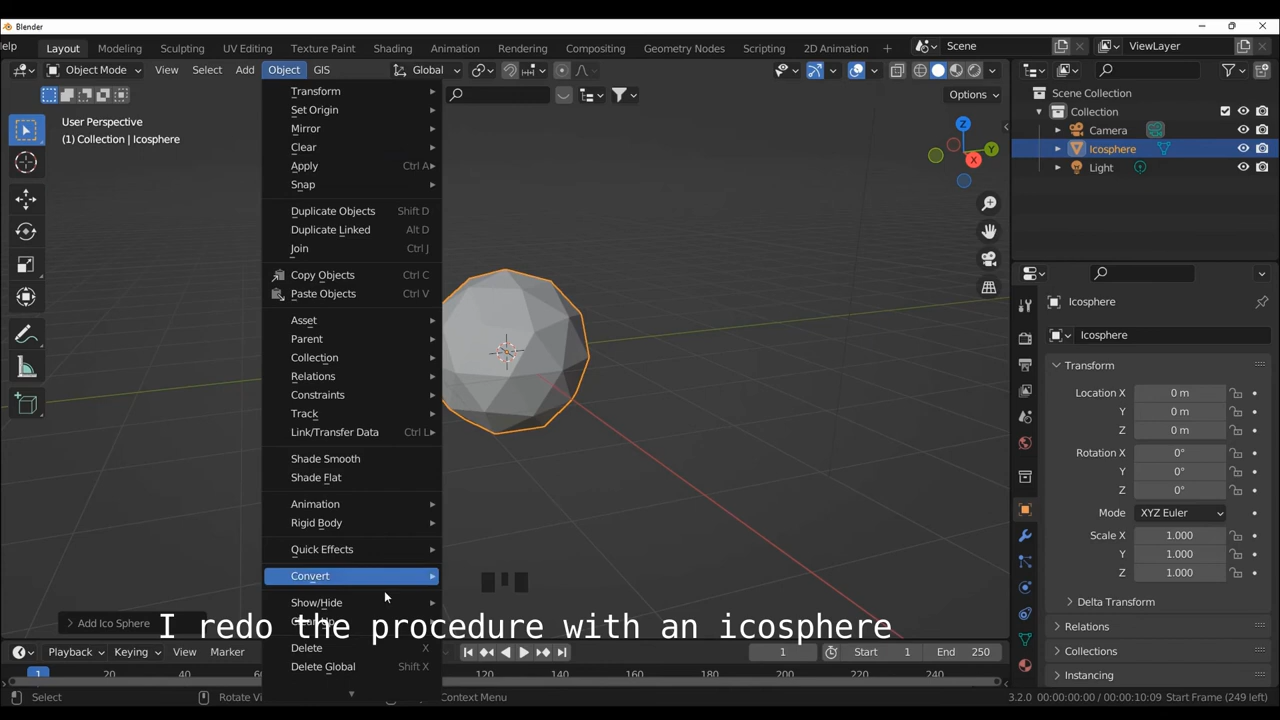 Blender
Help
Layout
Modeling
Sculpting
UV Editing
Texture Paint
Shading
Animation
Rendering
Compositing
Geometry Nodes
Scripting
2D Animation
+
Scene
ViewLayer
Object Mode
View
Select
Add
Object
GIS
Global
Options
User Perspective
(1) Collection | Icosphere
Transform
Set Origin
Mirror
Clear
Apply Ctrl A
Snap
Duplicate Objects Shift D
Duplicate Linked Alt D
Join Ctrl J
Copy Objects Ctrl C
Paste Objects Ctrl V
Asset
Parent
Collection
Relations
Constraints
Track
Link/Transfer Data Ctrl L
Shade Smooth
Shade Flat
Animation
Rigid Body
Quick Effects
Convert
Show/Hide
Clean Up
Delete X
Delete Global Shift X
Z
Y
X
Scene Collection
Collection
Camera
Icosphere
Light
Icosphere
Icosphere
Transform
Location X 0 m
Y 0 m
Z 0 m
Rotation X 0°
Y 0°
Z 0°
Mode XYZ Euler
Scale X 1.000
Y 1.000
Z 1.000
Delta Transform
Relations
Collections
Instancing
Add Ico Sphere
I redo the procedure with an icosphere
Playback Keying View Marker
1 Start 1 End 250
1 20 40 120 140 160 180 200 220 240
Select
Rotate Vi
Context Menu
3.2.0 00:00:00:00 / 00:00:10:09 Start Frame (249 left)